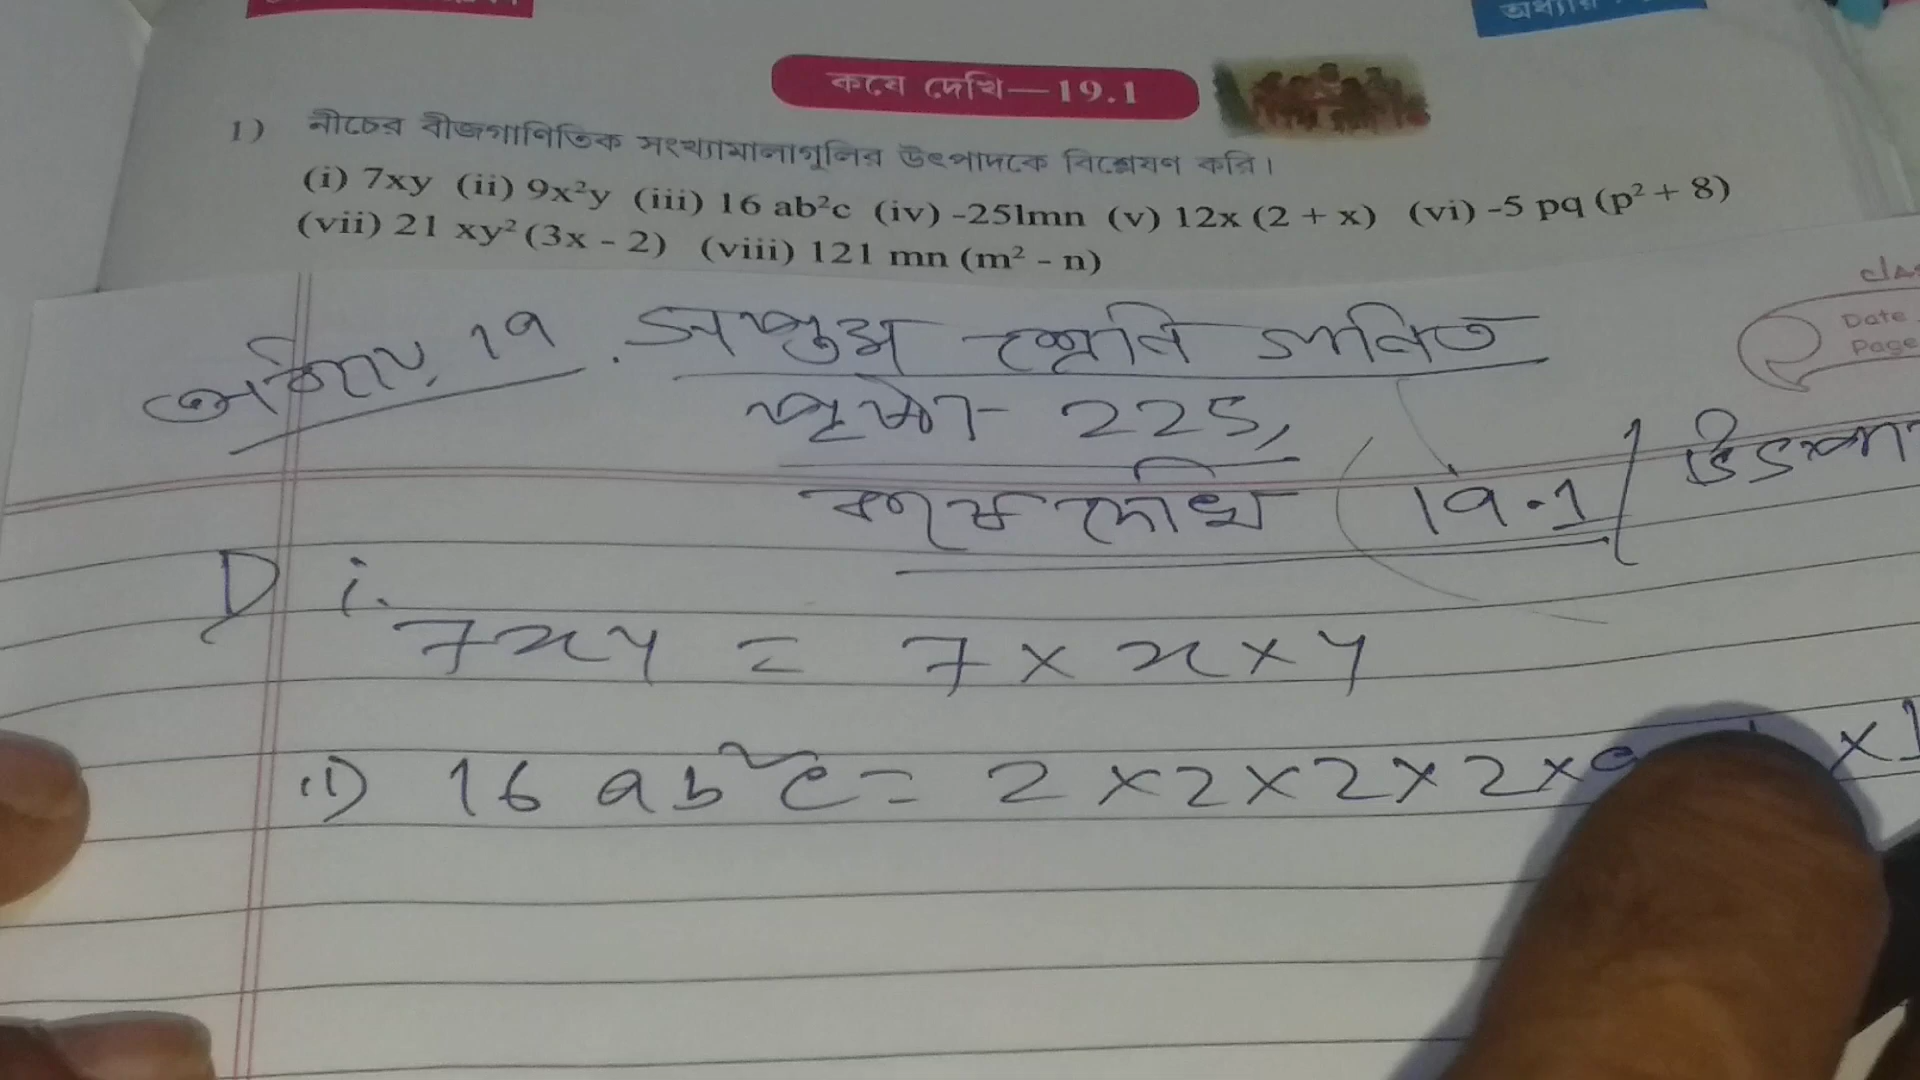 অধ্যায়
কষে দেখি—19.1
1) নীচের বীজগাণিতিক সংখ্যামালাগুলির উৎপাদকে বিশ্লেষণ করি।
(i) 7xy (ii) 9x²y (iii) 16 ab²c (iv) -25lmn (v) 12x (2 + x) (vi) -5 pq (p² + 8)
(vii) 21 xy² (3x - 2) (viii) 121 mn (m² - n)
Date
Page
অধ্যায়, 19. সপ্তম শ্রেনি গনিত
পৃষ্ঠা- 225,
কষে দেখি (19.1)
1) i.
7xy = 7 × x × y
ii) 16 ab²c = 2 × 2 × 2 × 2 ×